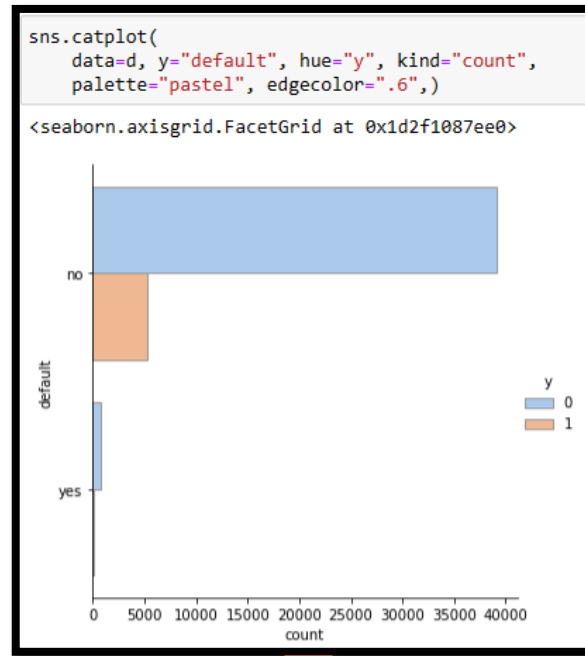 sns.catplot(
    data=d, y="default", hue="y", kind="count",
    palette="pastel", edgecolor=".6",)
<seaborn.axisgrid.FacetGrid at 0x1d2f1087ee0>
no
default
yes
y
0
1
0 5000 10000 15000 20000 25000 30000 35000 40000
count